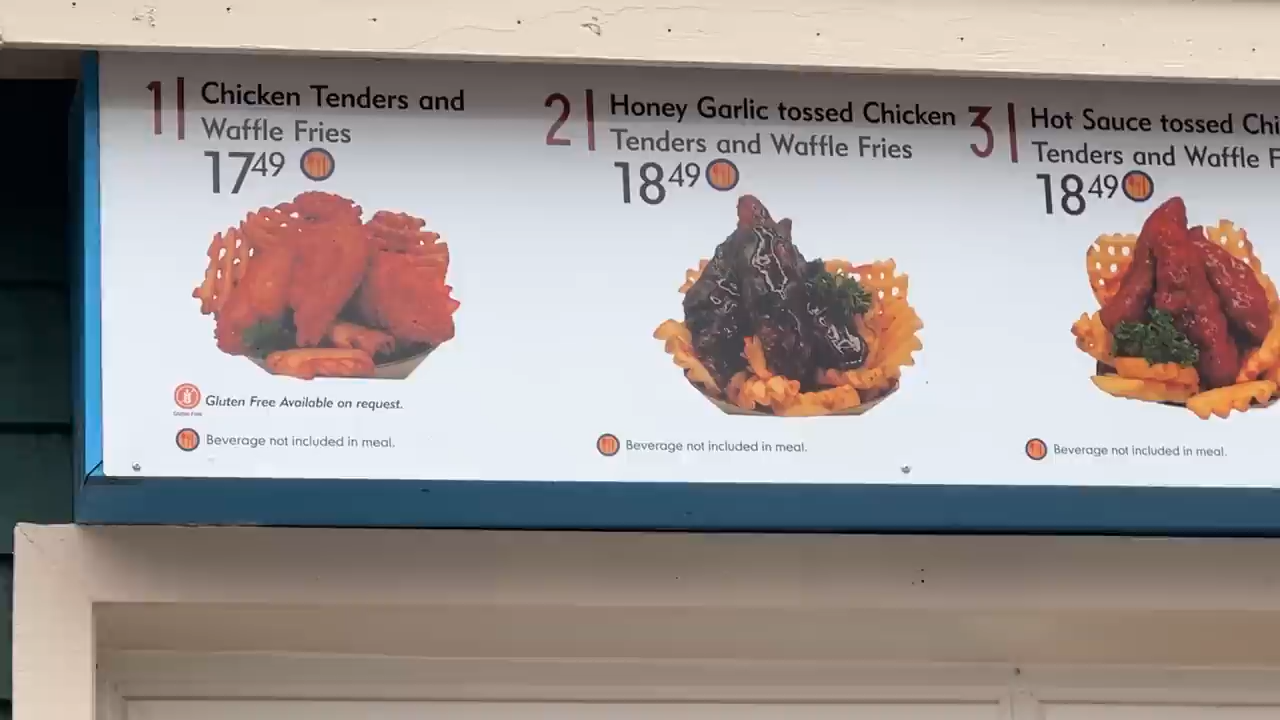 1 Chicken Tenders and
Waffle Fries
17 49
Gluten Free Available on request.
Beverage not included in meal.
2 Honey Garlic tossed Chicken
Tenders and Waffle Fries
18 49
Beverage not included in meal.
3 Hot Sauce tossed Chi
Tenders and Waffle F
18 49
Beverage not included in meal.